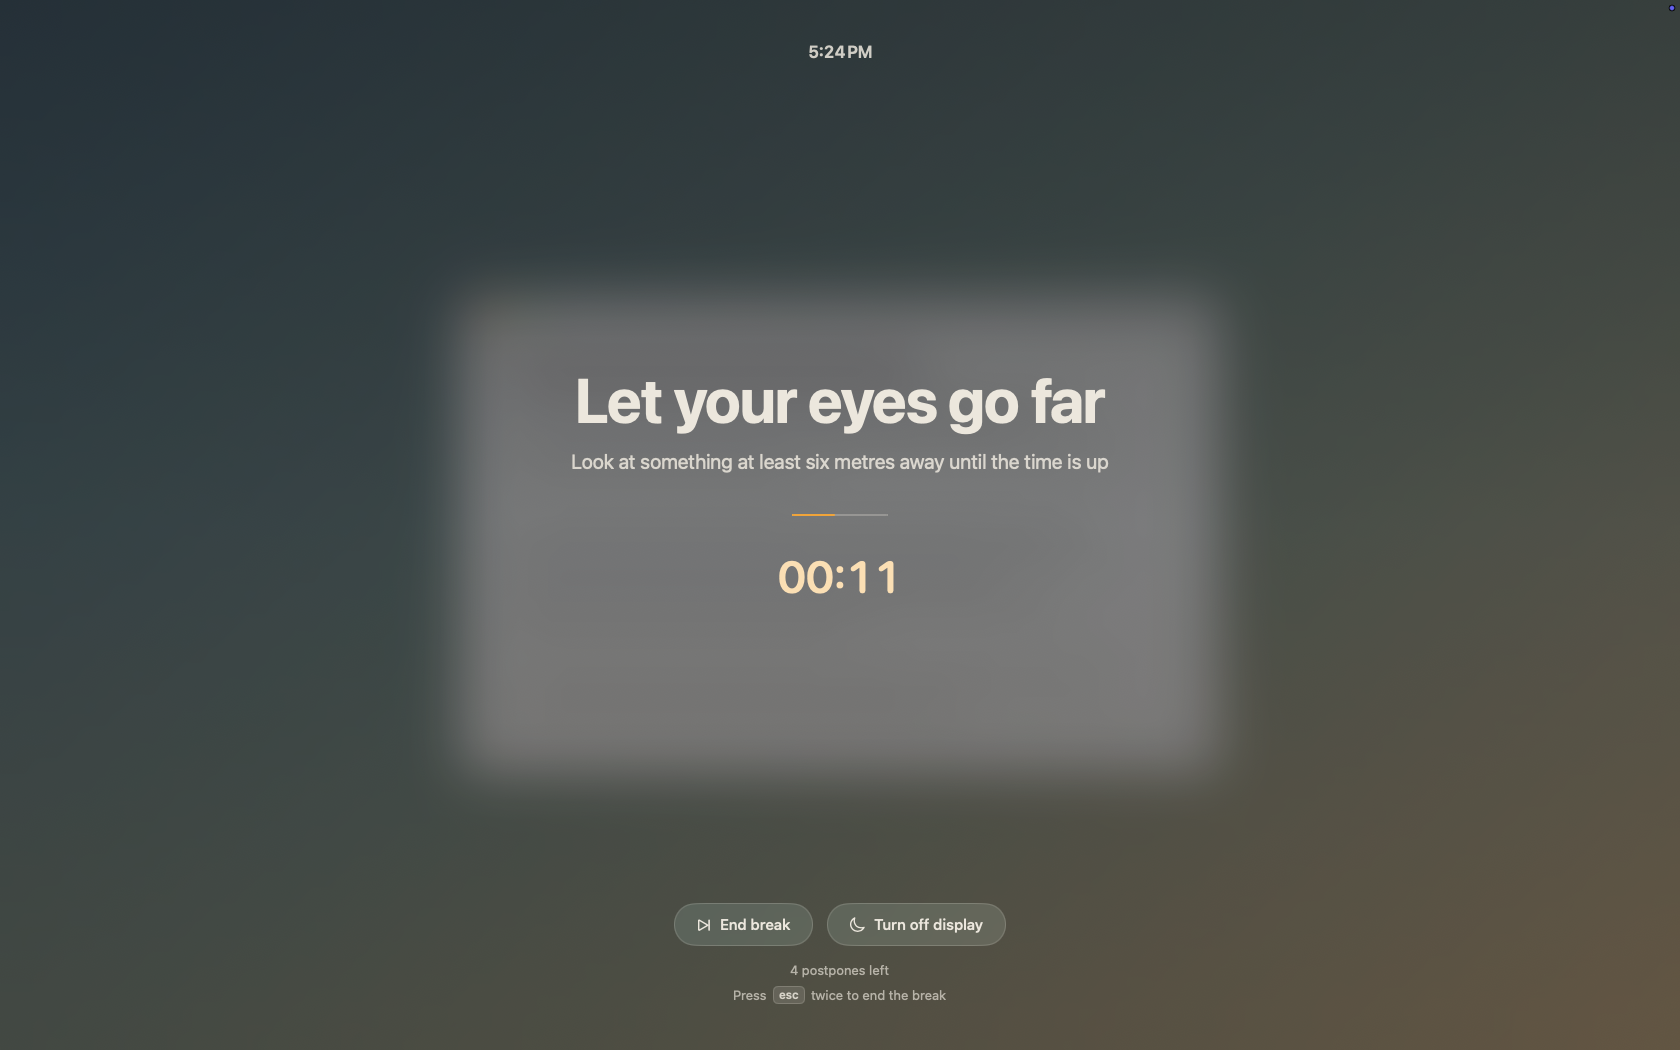 5:24 PM
Let your eyes go far
Look at something at least six metres away until the time is up
00:11
End break
Turn off display
4 postpones left
Press esc twice to end the break